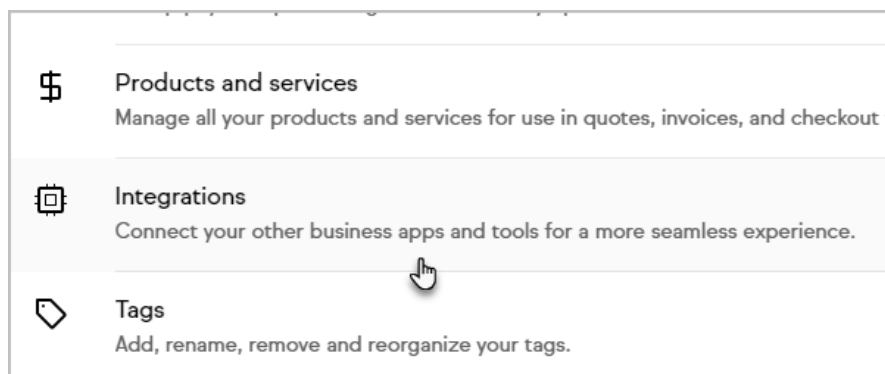 Products and services
Manage all your products and services for use in quotes, invoices, and checkout
Integrations
Connect your other business apps and tools for a more seamless experience.
Tags
Add, rename, remove and reorganize your tags.